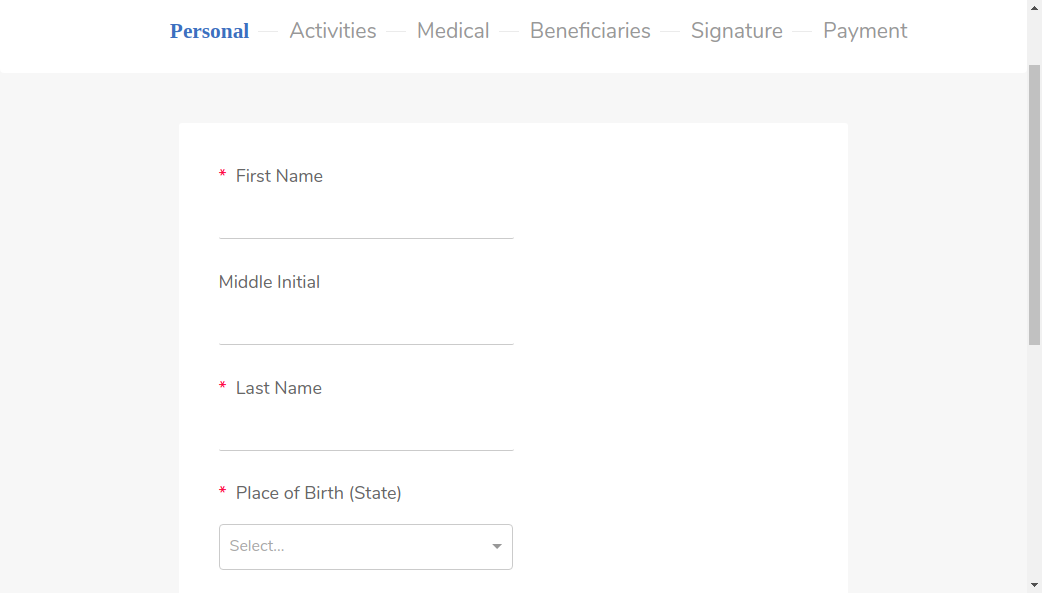 Personal Activities Medical Beneficiaries Signature Payment
* First Name
Middle Initial
* Last Name
* Place of Birth (State)
Select...